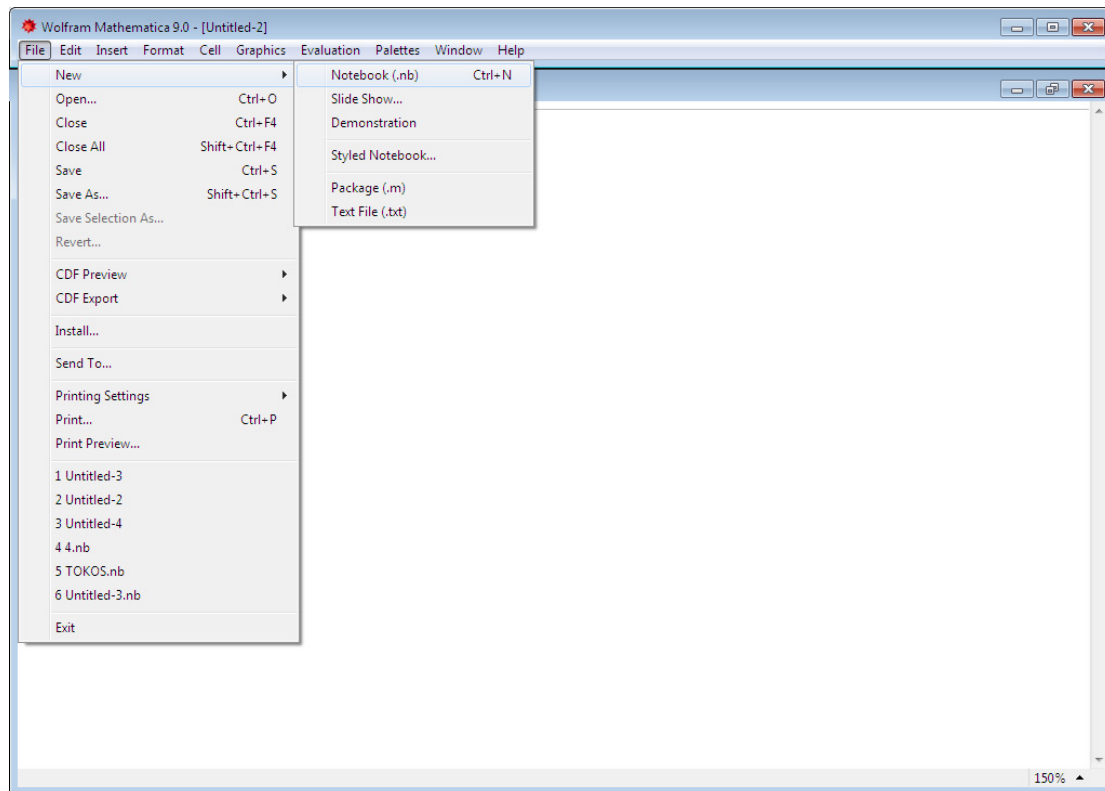 Wolfram Mathematica 9.0 - [Untitled-2]
File Edit Insert Format Cell Graphics Evaluation Palettes Window Help
New
Open... Ctrl+O
Close Ctrl+F4
Close All Shift+Ctrl+F4
Save Ctrl+S
Save As... Shift+Ctrl+S
Save Selection As...
Revert...
CDF Preview
CDF Export
Install...
Send To...
Printing Settings
Print... Ctrl+P
Print Preview...
1 Untitled-3
2 Untitled-2
3 Untitled-4
4 4.nb
5 TOKOS.nb
6 Untitled-3.nb
Exit
Notebook (.nb) Ctrl+N
Slide Show...
Demonstration
Styled Notebook...
Package (.m)
Text File (.txt)
150%